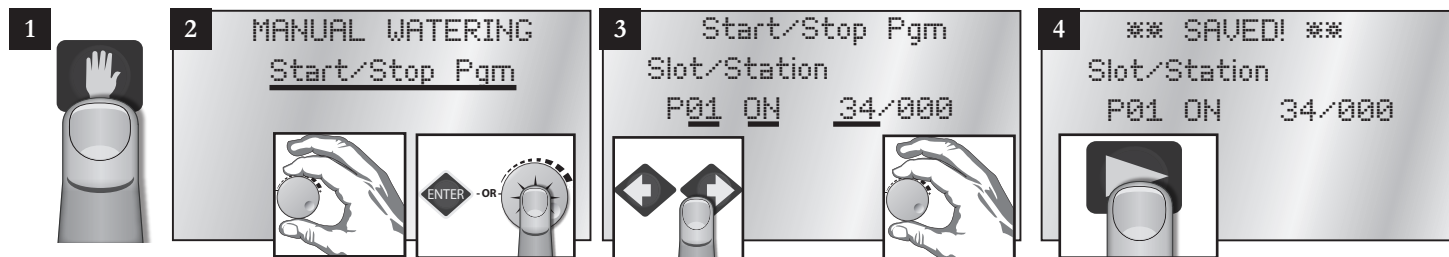 1
2
MANUAL WATERING
Start/Stop Pgm
ENTER
- OR -
3
Start/Stop Pgm
Slot/Station
P01 ON 34/000
4
** SAVED! **
Slot/Station
P01 ON 34/000